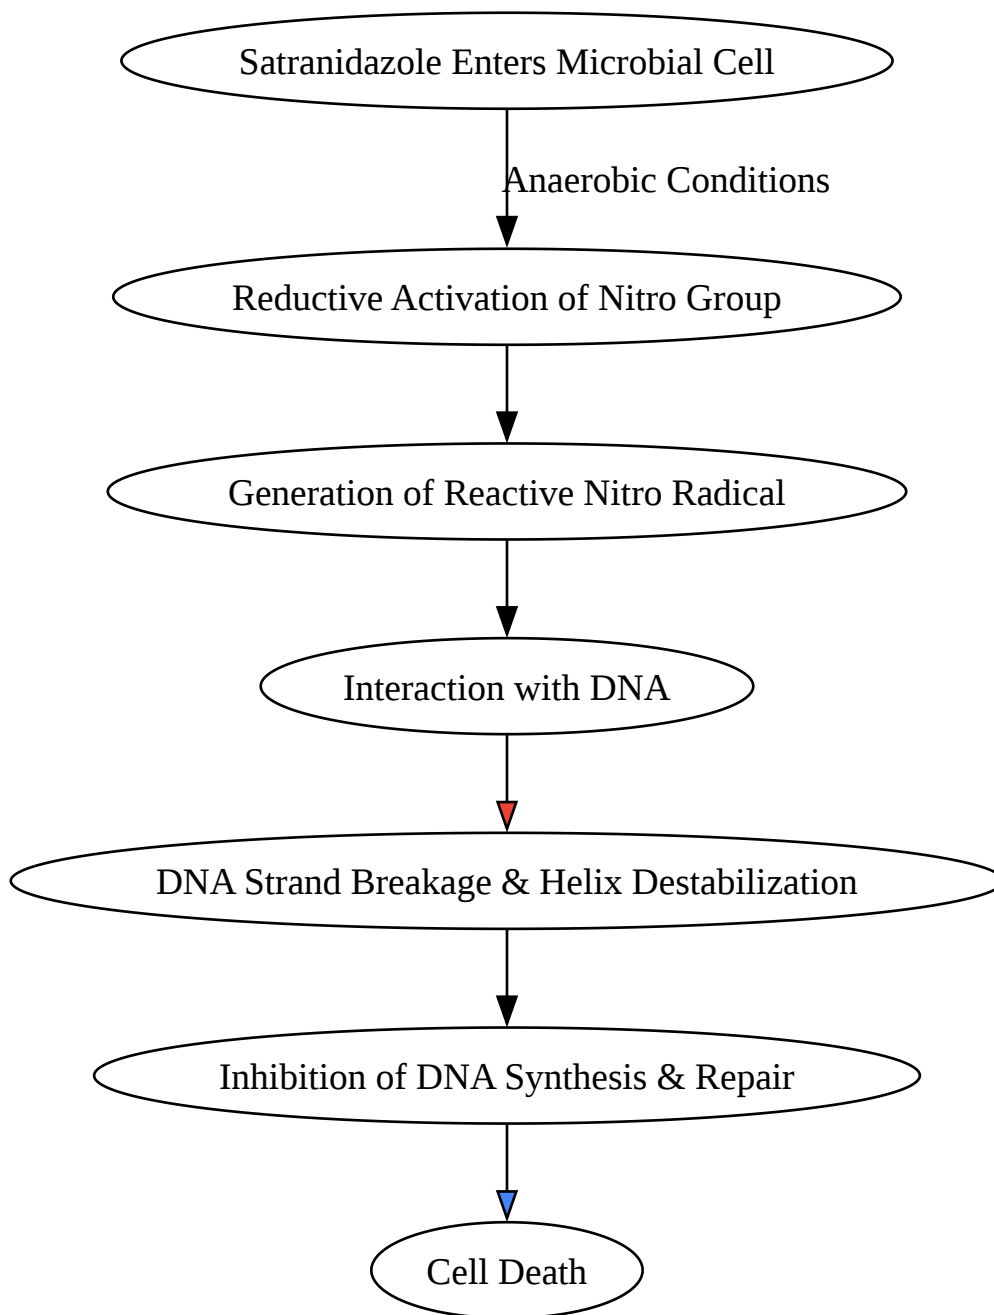 Satranidazole Enters Microbial Cell
Anaerobic Conditions
Reductive Activation of Nitro Group
Generation of Reactive Nitro Radical
Interaction with DNA
DNA Strand Breakage & Helix Destabilization
Inhibition of DNA Synthesis & Repair
Cell Death